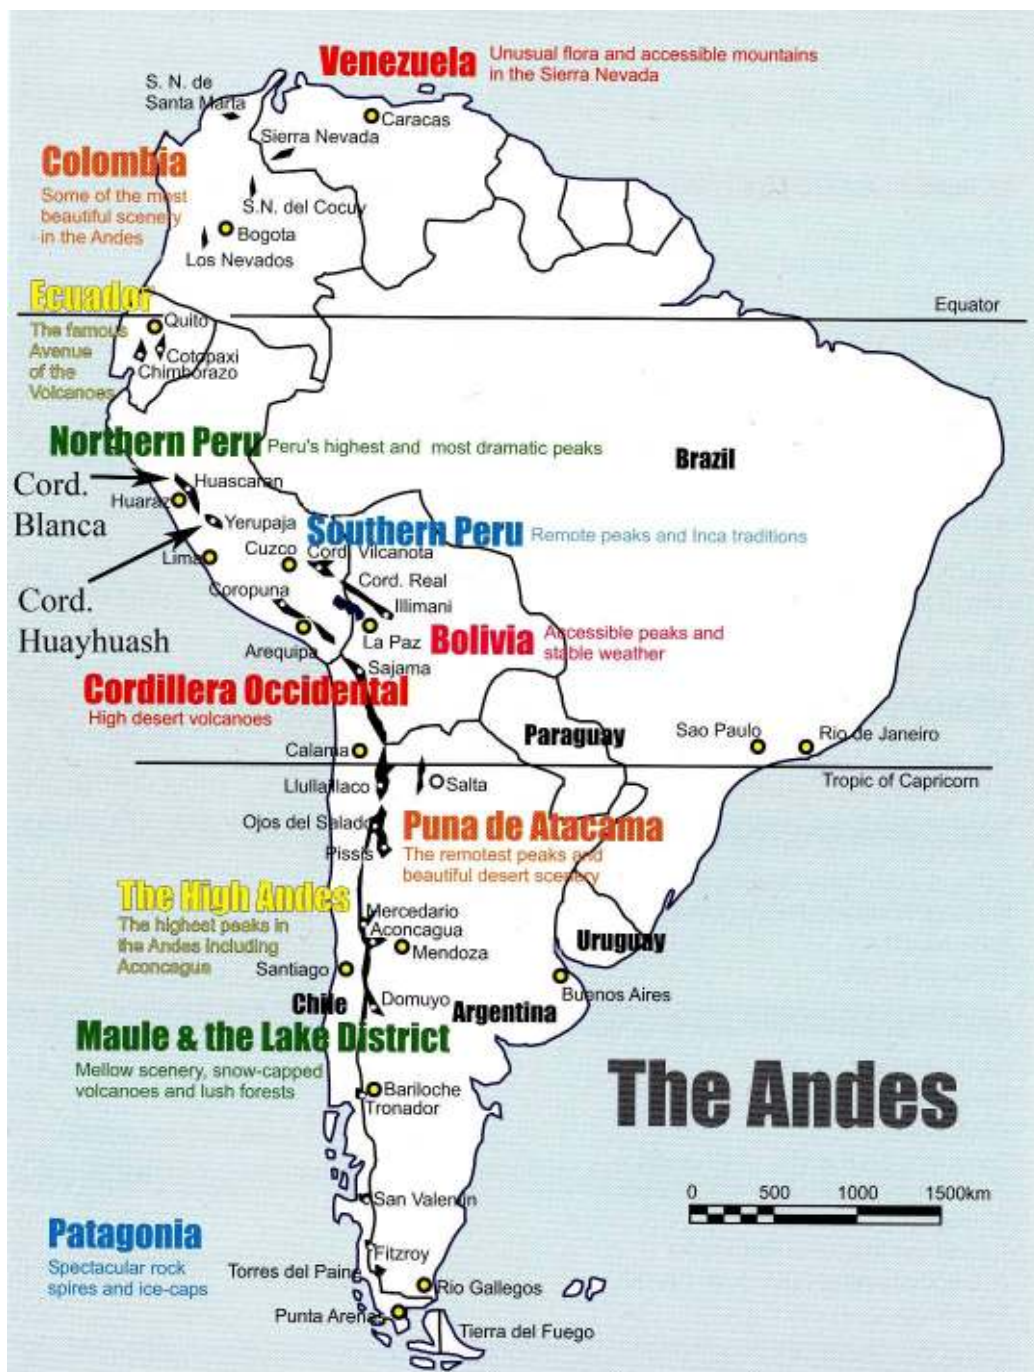 Venezuela
Unusual flora and accessible mountains
in the Sierra Nevada
S. N. de
Santa Marta
Caracas
Sierra Nevada
Colombia
Some of the most
beautiful scenery
in the Andes
S.N. del Cocuy
Bogota
Los Nevados
Ecuador
Equator
The famous
Avenue
of the
Volcanoes
Quito
Cotopaxi
Chimborazo
Northern Peru
Peru's highest and most dramatic peaks
Brazil
Cord.
Blanca
Huascaran
Huaraz
Yerupaja
Southern Peru
Remote peaks and Inca traditions
Lima
Cuzco
Cord. Vilcanota
Cord. Real
Coropuna
Illimani
Cord.
Huayhuash
Arequipa
La Paz
Bolivia
Accessible peaks and
stable weather
Sajama
Cordillera Occidental
High desert volcanoes
Paraguay
Sao Paulo
Rio de Janeiro
Calama
Tropic of Capricorn
Llullaillaco
Salta
Ojos del Salado
Puna de Atacama
Pissis
The remotest peaks and
beautiful desert scenery
The High Andes
The highest peaks in
the Andes including
Aconcagua
Mercedario
Aconcagua
Mendoza
Uruguay
Santiago
Buenos Aires
Chile
Domuyo
Argentina
Maule & the Lake District
Mellow scenery, snow-capped
volcanoes and lush forests
Bariloche
Tronador
The Andes
0 500 1000 1500km
San Valentin
Patagonia
Spectacular rock
spires and ice-caps
Fitzroy
Torres del Paine
Rio Gallegos
Punta Arenas
Tierra del Fuego